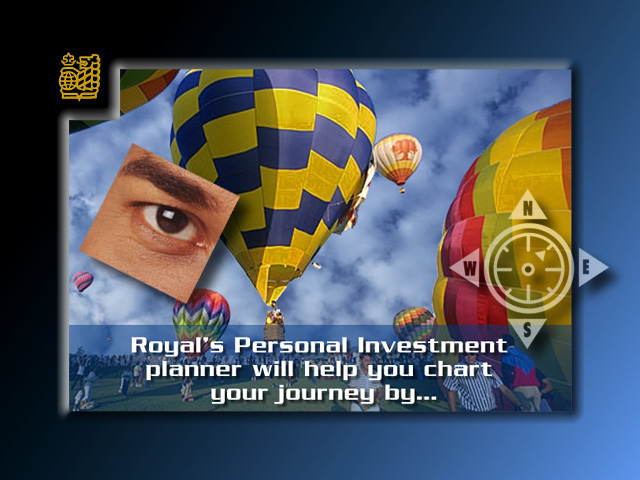 N
W E
S
Royal's Personal Investment
planner will help you chart
your journey by...